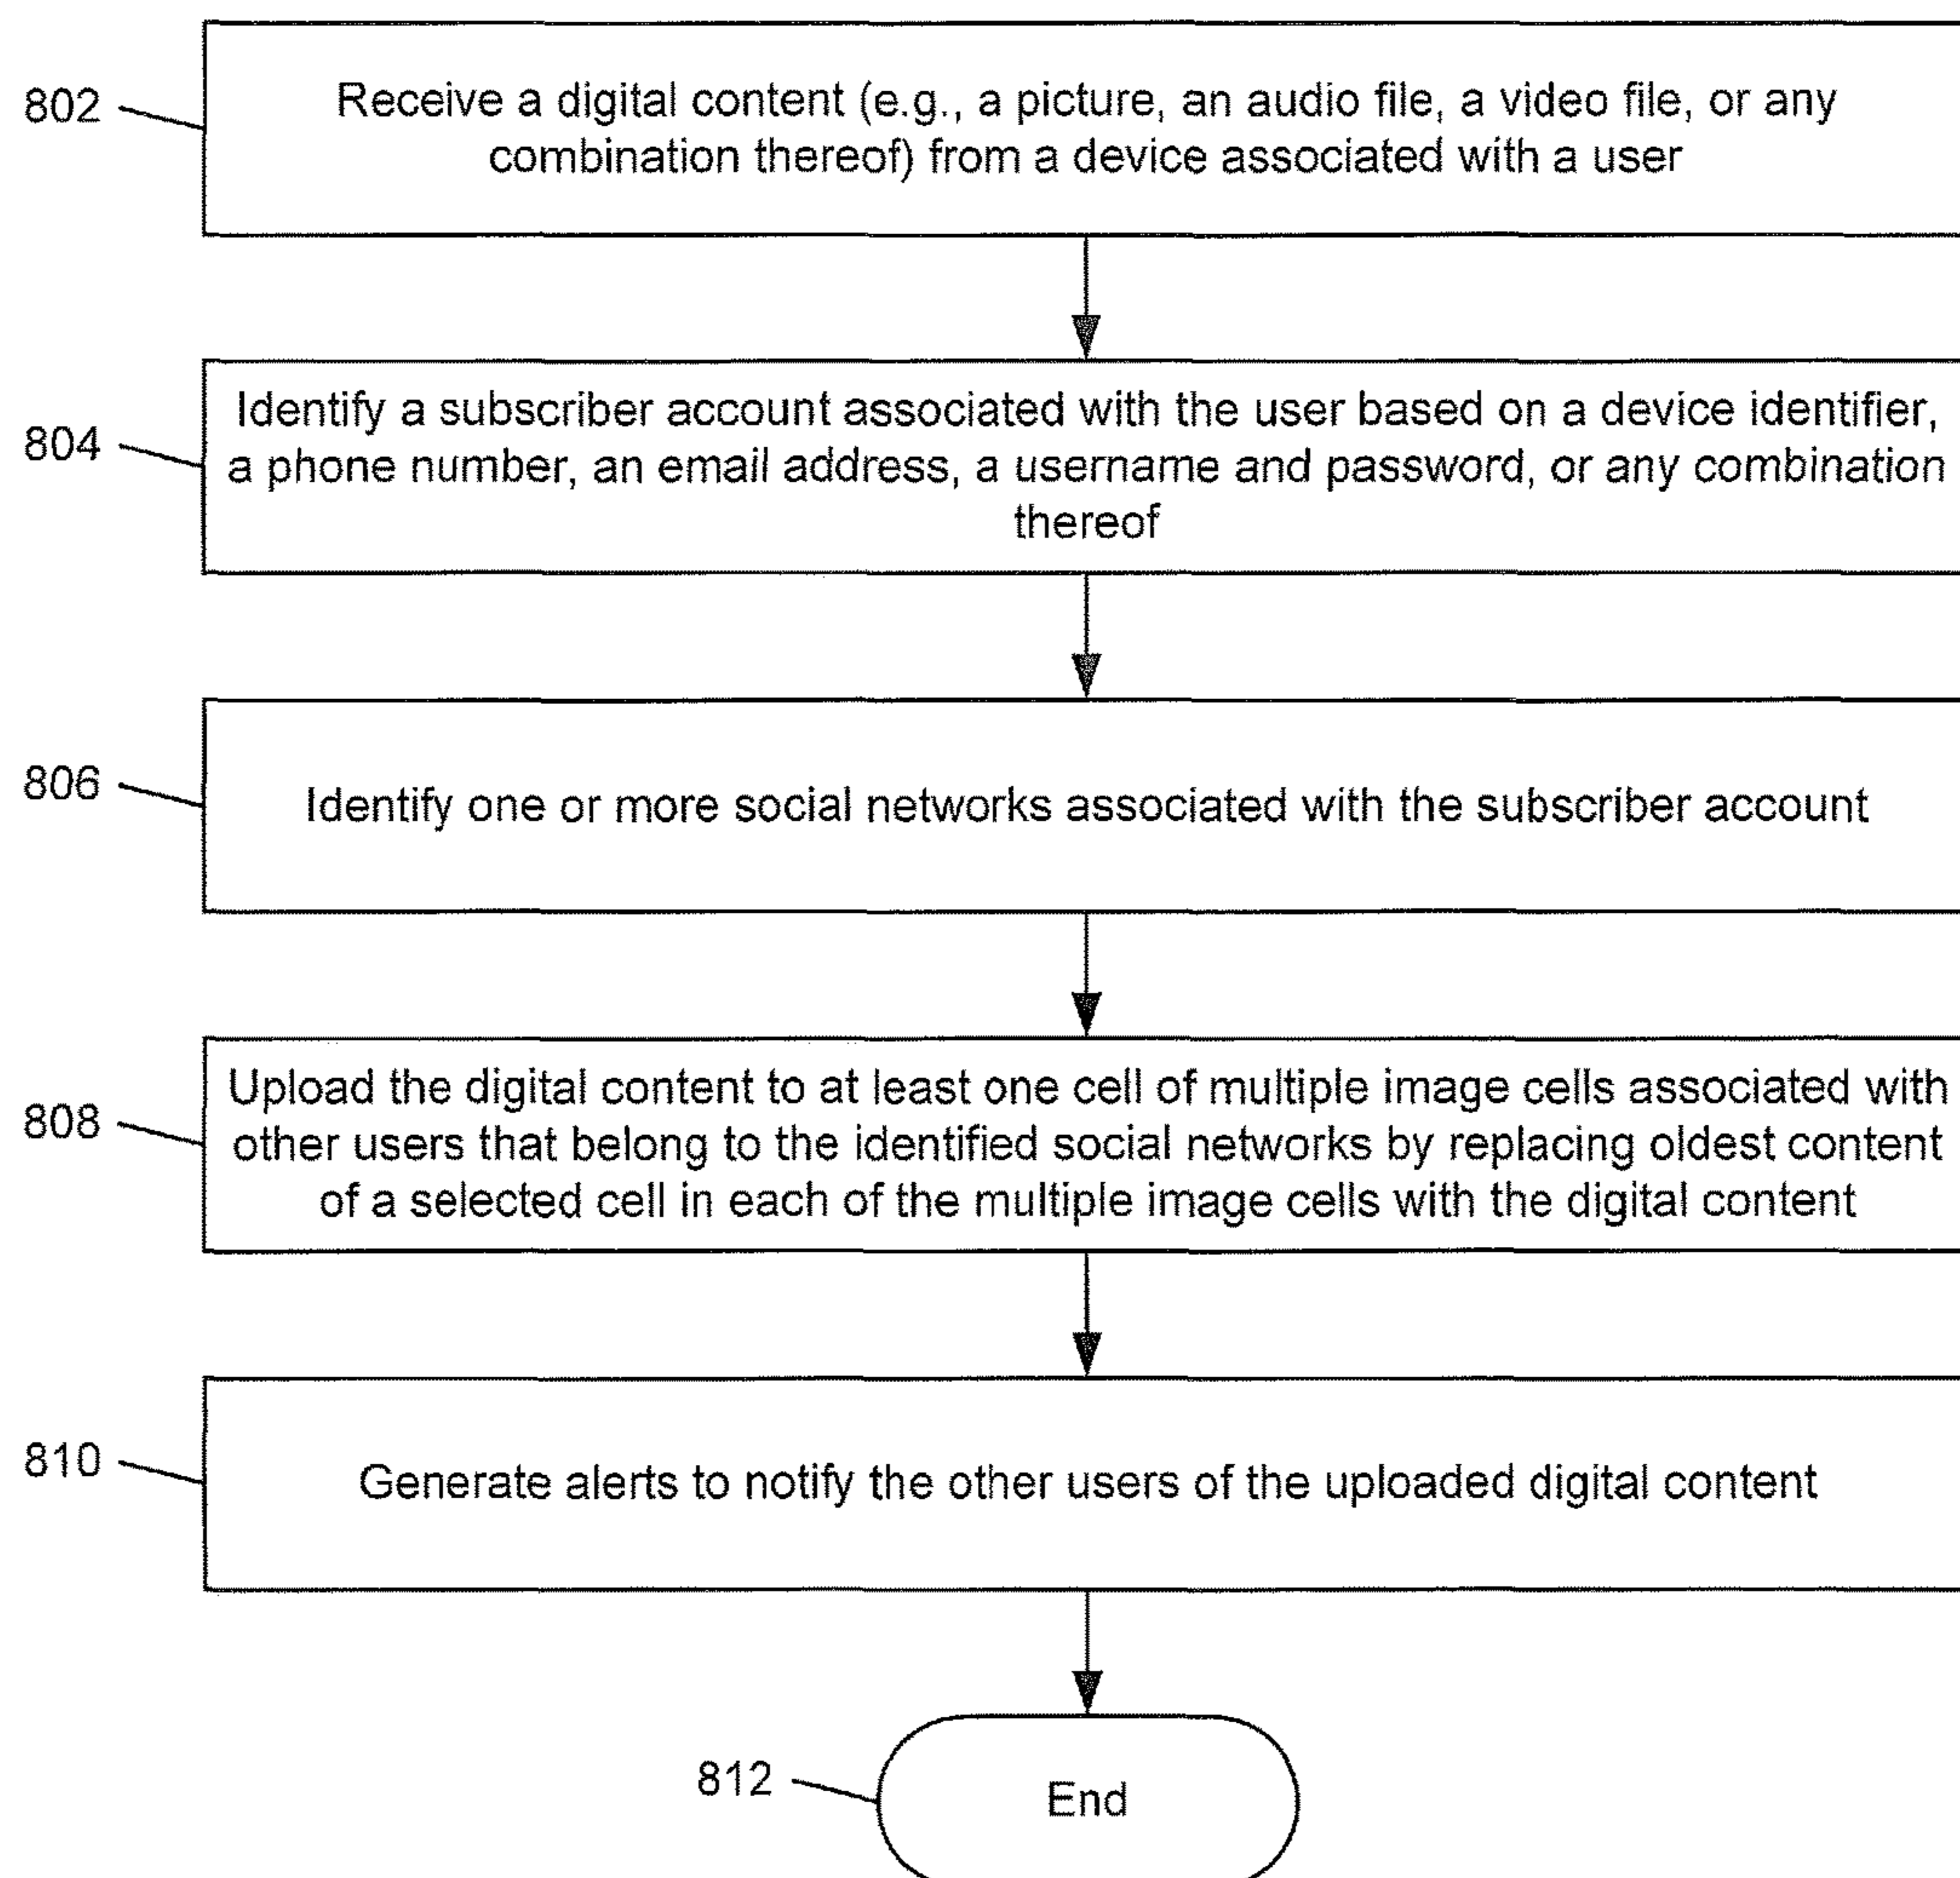 802
Receive a digital content (e.g., a picture, an audio file, a video file, or any
combination thereof) from a device associated with a user
804
Identify a subscriber account associated with the user based on a device identifier,
a phone number, an email address, a username and password, or any combination
thereof
806
Identify one or more social networks associated with the subscriber account
808
Upload the digital content to at least one cell of multiple image cells associated with
other users that belong to the identified social networks by replacing oldest content
of a selected cell in each of the multiple image cells with the digital content
810
Generate alerts to notify the other users of the uploaded digital content
812
End